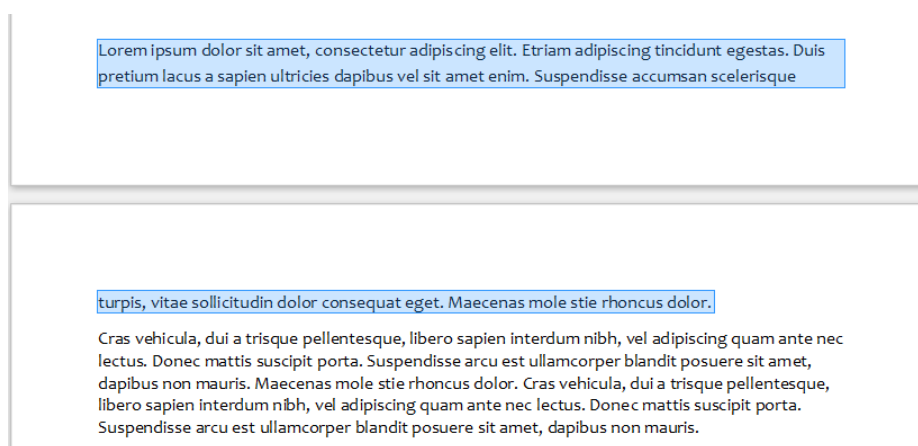 Lorem ipsum dolor sit amet, consectetur adipiscing elit. Etriam adipiscing tincidunt egestas. Duis
pretium lacus a sapien ultricies dapibus vel sit amet enim. Suspendisse accumsan scelerisque
turpis, vitae sollicitudin dolor consequat eget. Maecenas mole stie rhoncus dolor.
Cras vehicula, dui a trisque pellentesque, libero sapien interdum nibh, vel adipiscing quam ante nec
lectus. Donec mattis suscipit porta. Suspendisse arcu est ullamcorper blandit posuere sit amet,
dapibus non mauris. Maecenas mole stie rhoncus dolor. Cras vehicula, dui a trisque pellentesque,
libero sapien interdum nibh, vel adipiscing quam ante nec lectus. Donec mattis suscipit porta.
Suspendisse arcu est ullamcorper blandit posuere sit amet, dapibus non mauris.